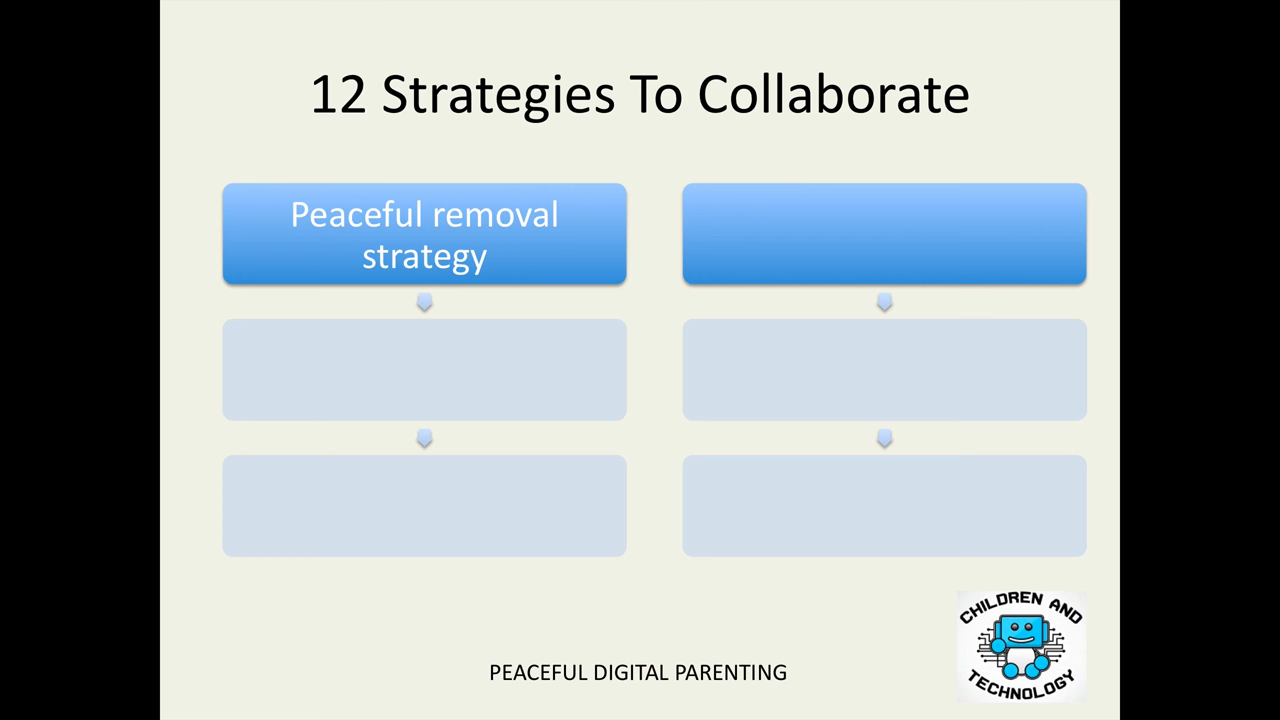 12 Strategies To Collaborate
Peaceful removal
strategy
PEACEFUL DIGITAL PARENTING
CHILDREN AND
TECHNOLOGY